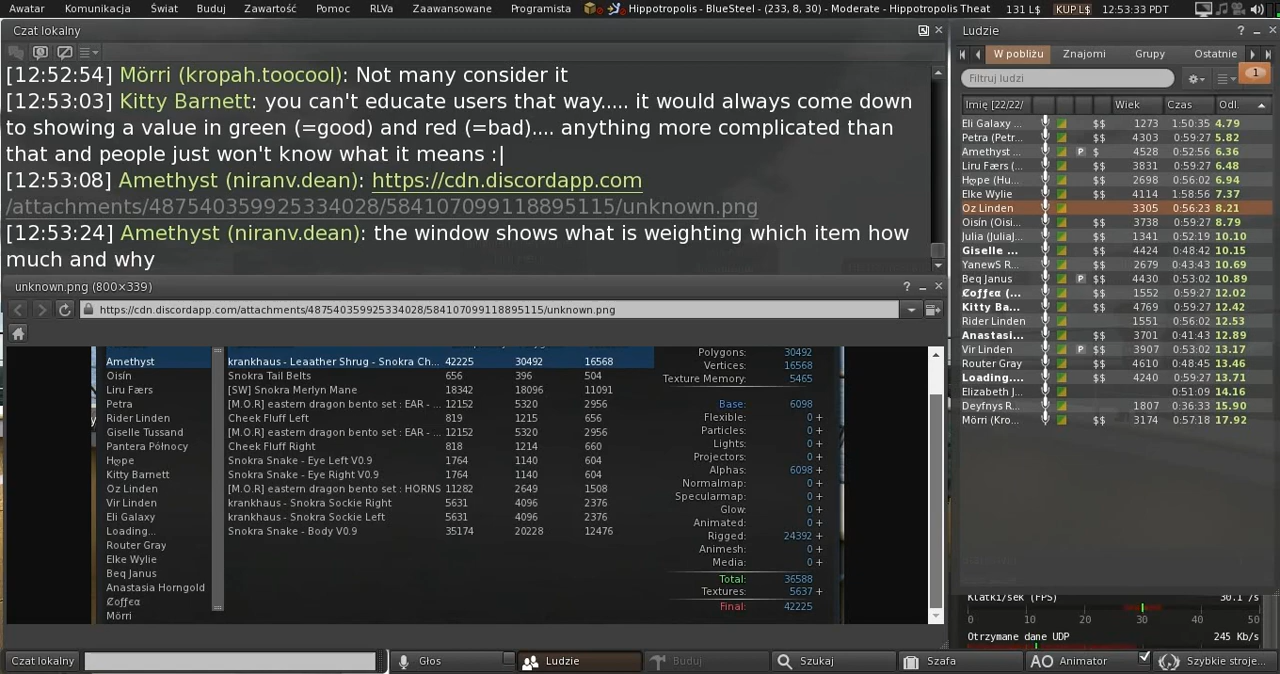 Awatar Komunikacja Świat Buduj Zawartość Pomoc RLVa Zaawansowane Programista Hippotropolis - BlueSteel - (233, 8, 30) - Moderate - Hippotropolis Theat 131 L$ KUP L$ 12:53:33 PDT
Czat lokalny
[12:52:54] Mörri (kropah.toocool): Not many consider it
[12:53:03] Kitty Barnett: you can't educate users that way..... it would always come down
to showing a value in green (=good) and red (=bad).... anything more complicated than
that and people just won't know what it means :|
[12:53:08] Amethyst (niranv.dean): https://cdn.discordapp.com
/attachments/487540359925334028/584107099118895115/unknown.png
[12:53:24] Amethyst (niranv.dean): the window shows what is weighting which item how
much and why
unknown.png (800×339)
https://cdn.discordapp.com/attachments/487540359925334028/584107099118895115/unknown.png
Amethyst krankhaus - Leaather Shrug - Snokra Ch... 42225 30492 16568
Oisín Snokra Tail Belts 656 396 504
Liru Færs [SW] Snokra Merlyn Mane 18342 18096 11091
Petra [M.O.R] eastern dragon bento set : EAR - ... 12152 5320 2956
Rider Linden Cheek Fluff Left 819 1215 656
Giselle Tussand [M.O.R] eastern dragon bento set : EAR - ... 12152 5320 2956
Pantera Północy Cheek Fluff Right 818 1214 660
Høpe Snokra Snake - Eye Left V0.9 1764 1140 604
Kitty Barnett Snokra Snake - Eye Right V0.9 1764 1140 604
Oz Linden [M.O.R] eastern dragon bento set : HORNS 11282 2649 1508
Vir Linden krankhaus - Snokra Sockie Right 5631 4096 2376
Eli Galaxy krankhaus - Snokra Sockie Left 5631 4096 2376
Loading... Snokra Snake - Body V0.9 35174 20228 12476
Router Gray
Elke Wylie
Beq Janus
Anastasia Horngold
Mörri
Polygons: 30492
Vertices: 16568
Texture Memory: 5465
Base: 6098
Flexible: 0 +
Particles: 0 +
Lights: 0 +
Projectors: 0 +
Alphas: 6098 +
Normalmap: 0 +
Specularmap: 0 +
Glow: 0 +
Animated: 0 +
Rigged: 24392 +
Animesh: 0 +
Media: 0 +
Total: 36588
Textures: 5637 +
Final: 42225
Ludzie
W pobliżu Znajomi Grupy Ostatnie
Filtruj ludzi
1
Imię [22/22/ Wiek Czas Odl.
Eli Galaxy ... $$ 1273 1:50:35 4.79
Petra (Petr... $$ 4303 0:59:27 5.82
Amethyst ... P $ 4528 0:52:56 6.36
Liru Færs (... $$ 3831 0:59:27 6.48
Høpe (Hu... $$ 2698 0:56:02 6.94
Elke Wylie $$ 4114 1:58:56 7.37
Oz Linden 3305 0:56:23 8.21
Oisín (Oisi... $$ 3738 0:59:27 8.79
Julia (JuliaJ... $$ 1341 0:52:19 10.10
Giselle ... $$ 4424 0:48:42 10.15
YanewS R... $$ 2679 0:43:43 10.69
Beq Janus P $$ 4430 0:53:02 10.89
$$ 1552 0:59:27 12.02
Kitty Ba... $$ 4769 0:59:27 12.42
Rider Linden 1551 0:56:02 12.53
Anastasi... $$ 3701 0:41:43 12.89
Vir Linden P $$ 3907 0:53:02 13.17
Router Gray $$ 4610 0:48:45 13.46
Loading.... $$ 4240 0:59:27 13.71
Elizabeth J... 0:51:09 14.16
Deyfnys R... 1807 0:36:33 15.90
Mörri (Kro... $$ 3174 0:57:18 17.92
Klatki/sek (FPS) 30.1 /s
0 10 20 30 40 50
Otrzymane dane UDP 245 Kb/s
Czat lokalny Głos Ludzie Buduj Szukaj Szafa AO Animator Szybkie stroje...